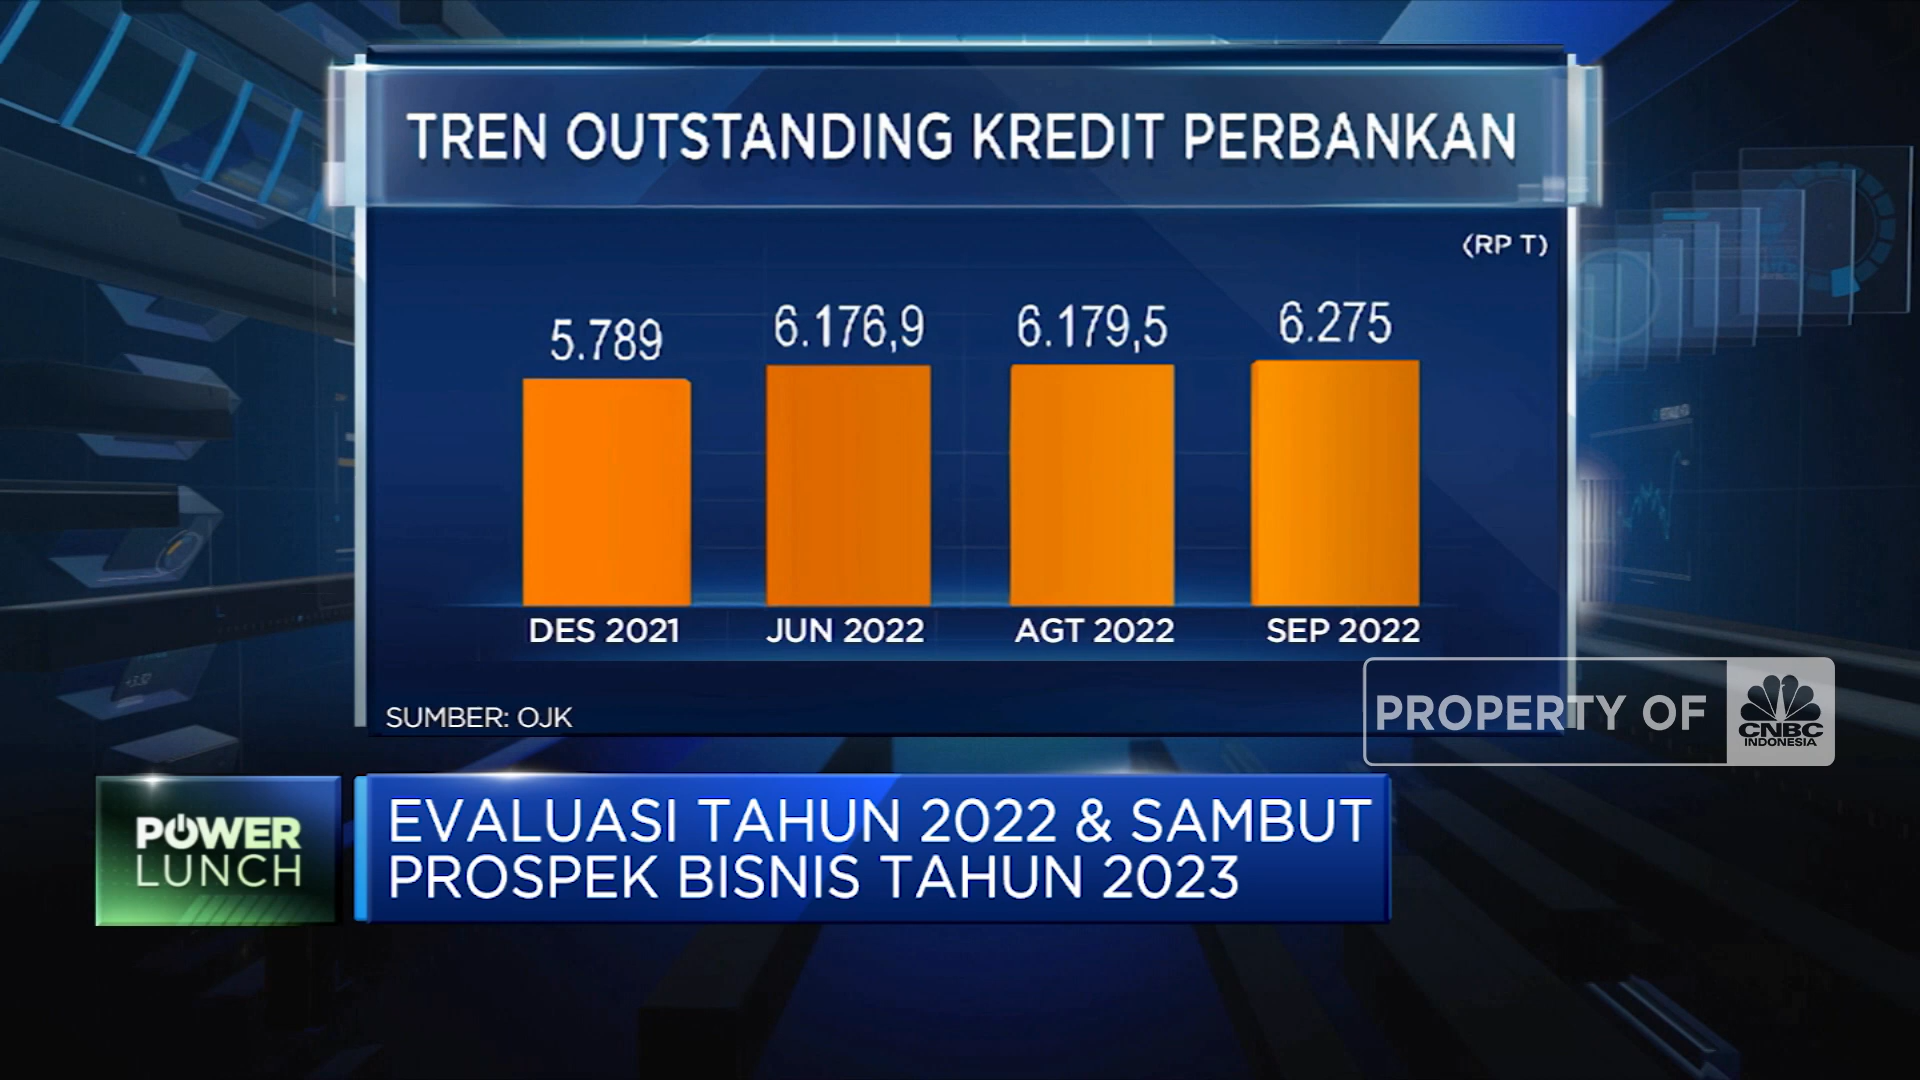 TREN OUTSTANDING KREDIT PERBANKAN
(RP T)
5.789
6.176,9
6.179,5
6.275
DES 2021
JUN 2022
AGT 2022
SEP 2022
SUMBER: OJK
PROPERTY OF
CNBC
INDONESIA
POWER
LUNCH
EVALUASI TAHUN 2022 & SAMBUT
PROSPEK BISNIS TAHUN 2023